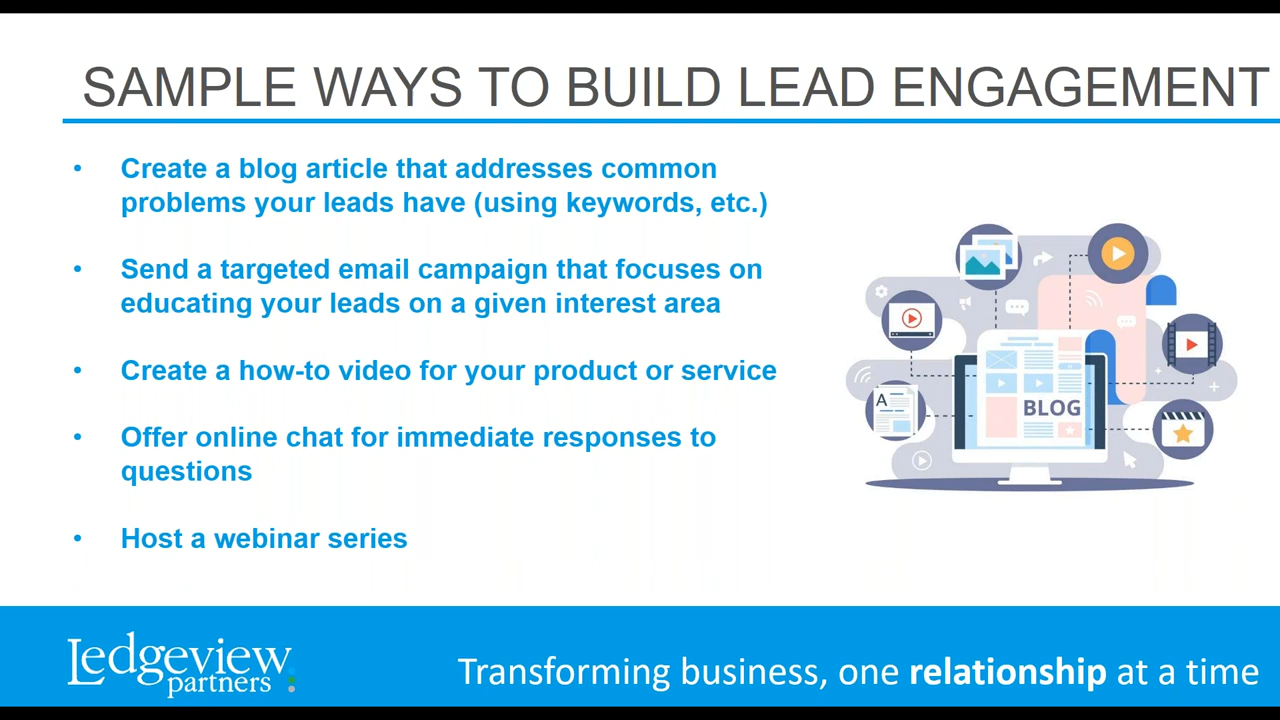 SAMPLE WAYS TO BUILD LEAD ENGAGEMENT
• Create a blog article that addresses common
problems your leads have (using keywords, etc.)
• Send a targeted email campaign that focuses on
educating your leads on a given interest area
• Create a how-to video for your product or service
• Offer online chat for immediate responses to
questions
• Host a webinar series
A
BLOG
Ledgeview
partners
Transforming business, one relationship at a time